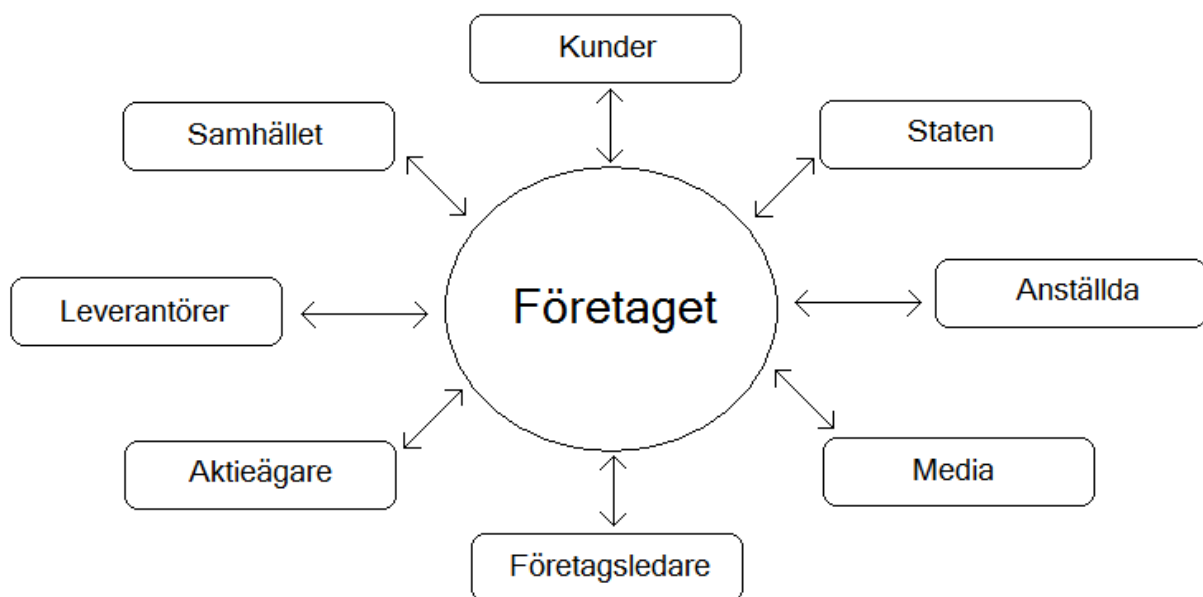 Kunder
Samhället
Staten
Företaget
Leverantörer
Anställda
Aktieägare
Media
Företagsledare